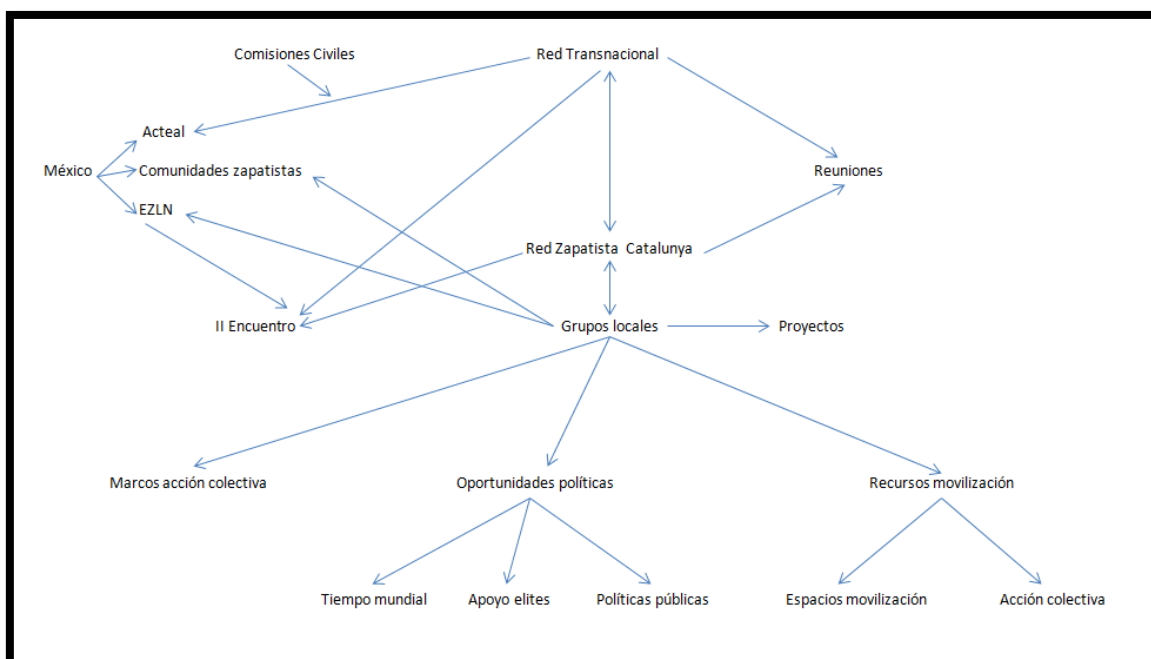 Comisiones Civiles
Red Transnacional
Acteal
México
Comunidades zapatistas
Reuniones
EZLN
Red Zapatista Catalunya
II Encuentro
Grupos locales
Proyectos
Marcos acción colectiva
Oportunidades políticas
Recursos movilización
Tiempo mundial
Apoyo elites
Políticas públicas
Espacios movilización
Acción colectiva